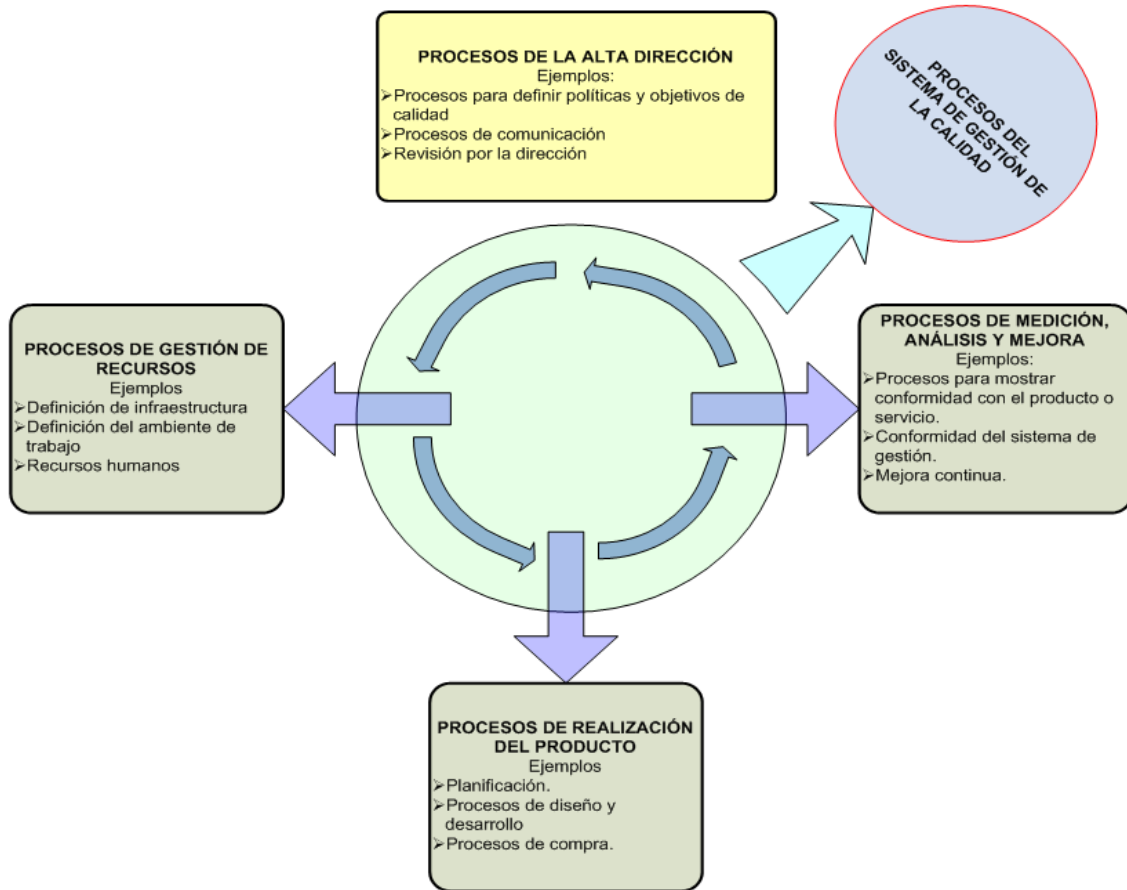 PROCESOS DE LA ALTA DIRECCIÓN
Ejemplos:
➢Procesos para definir políticas y objetivos de
calidad
➢Procesos de comunicación
➢Revisión por la dirección
PROCESOS DEL
SISTEMA DE GESTIÓN DE
LA CALIDAD
PROCESOS DE GESTIÓN DE
RECURSOS
Ejemplos
➢Definición de infraestructura
➢Definición del ambiente de
trabajo
➢Recursos humanos
PROCESOS DE MEDICIÓN,
ANÁLISIS Y MEJORA
Ejemplos:
➢Procesos para mostrar
conformidad con el producto o
servicio.
➢Conformidad del sistema de
gestión.
➢Mejora continua.
PROCESOS DE REALIZACIÓN
DEL PRODUCTO
Ejemplos
➢Planificación.
➢Procesos de diseño y
desarrollo
➢Procesos de compra.